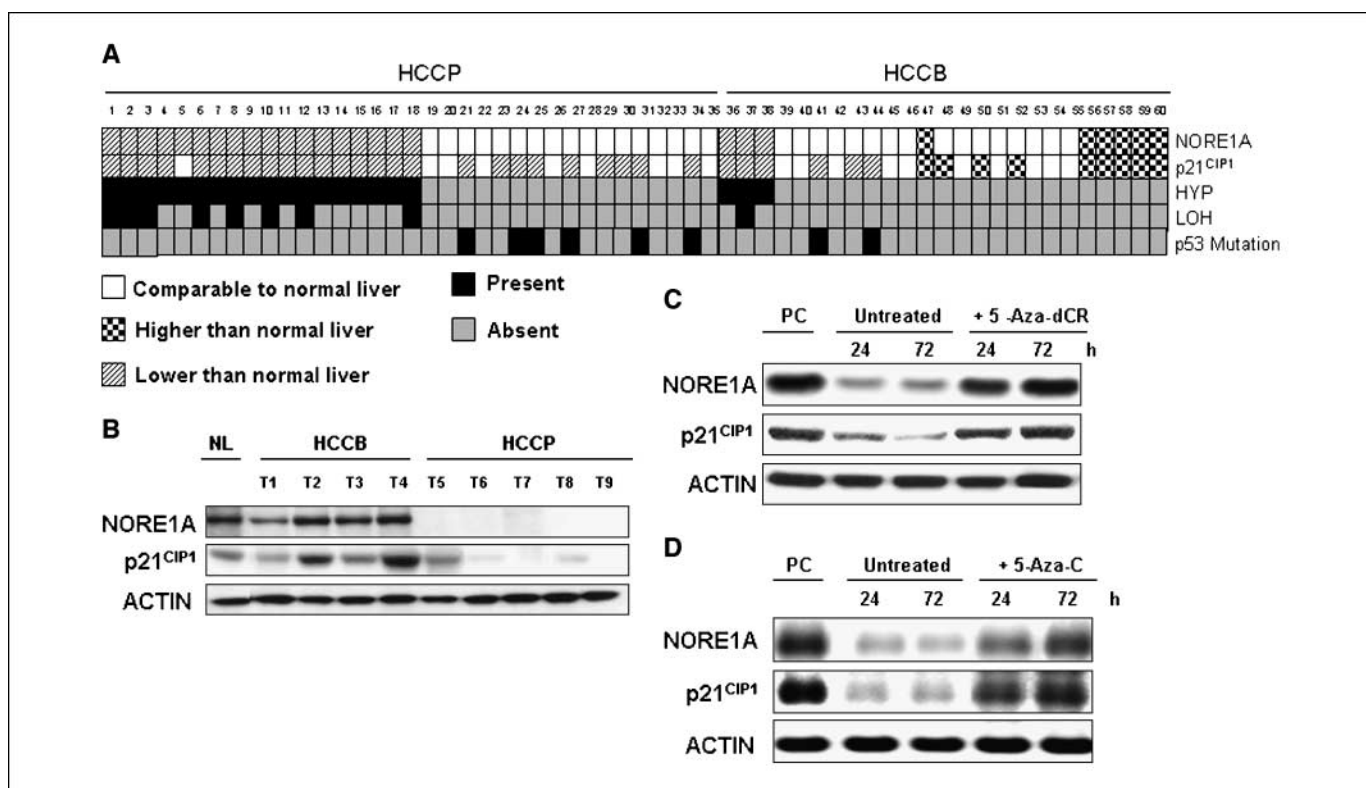 A
HCCP HCCB
1 2 3 4 5 6 7 8 9 10 11 12 13 14 15 16 17 18 19 20 21 22 23 24 25 26 27 28 29 30 31 32 33 34 35 36 37 38 39 40 41 42 43 44 45 46 47 48 49 50 51 52 53 54 55 56 57 58 59 60
NORE1A
p21CIP1
HYP
LOH
p53 Mutation
Comparable to normal liver
Higher than normal liver
Lower than normal liver
Present
Absent
B
NL HCCB HCCP
T1 T2 T3 T4 T5 T6 T7 T8 T9
NORE1A
p21CIP1
ACTIN
C
PC Untreated + 5 -Aza-dCR
24 72 24 72 h
NORE1A
p21CIP1
ACTIN
D
PC Untreated + 5-Aza-C
24 72 24 72 h
NORE1A
p21CIP1
ACTIN